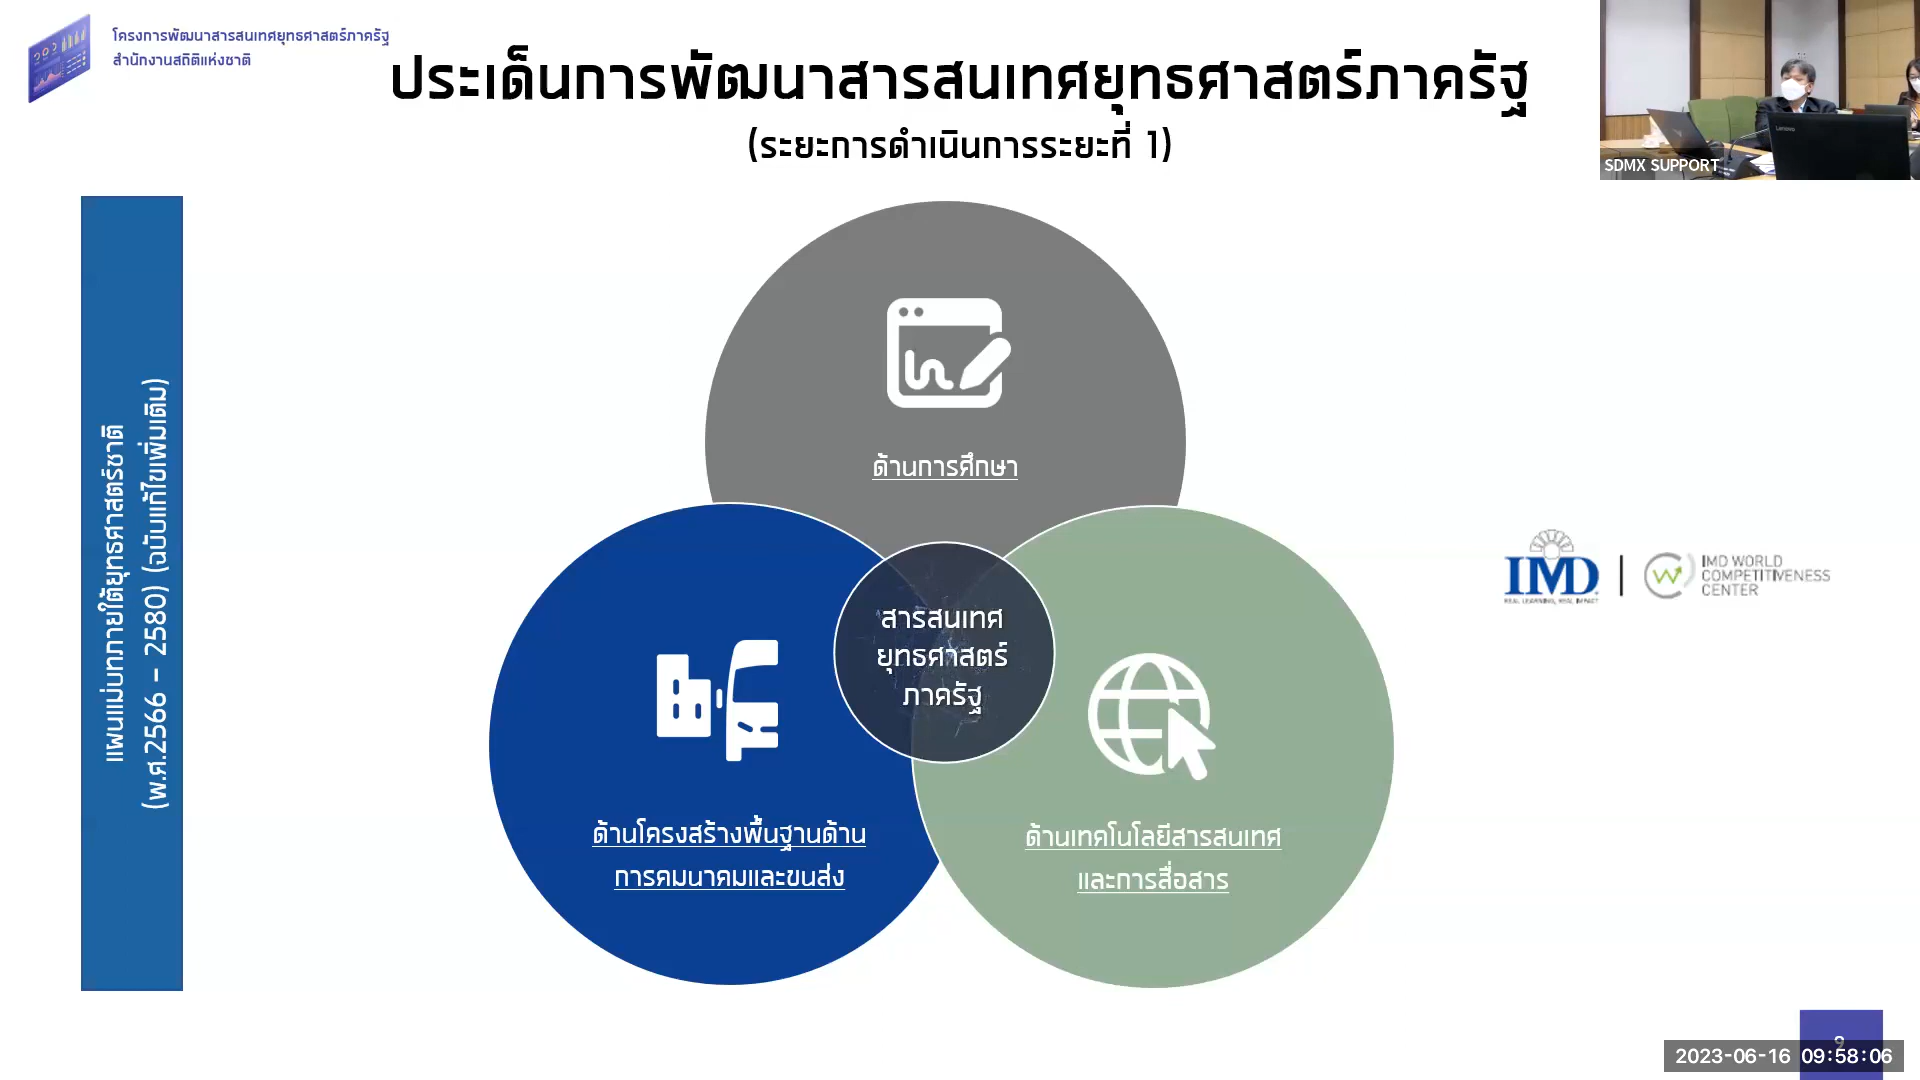 โครงการพัฒนาสารสนเทศยุทธศาสตร์ภาครัฐ
สำนักงานสถิติแห่งชาติ
ประเด็นการพัฒนาสารสนเทศยุทธศาสตร์ภาครัฐ
(ระยะการดำเนินการระยะที่ 1)
SDMX SUPPORT
Lenovo
แผนแม่บทภายใต้ยุทธศาสตร์ชาติ
(พ.ศ.2566 – 2580) (ฉบับแก้ไขเพิ่มเติม)
ด้านการศึกษา
สารสนเทศ
ยุทธศาสตร์
ภาครัฐ
ด้านโครงสร้างพื้นฐานด้าน
การคมนาคมและขนส่ง
ด้านเทคโนโลยีสารสนเทศ
และการสื่อสาร
IMD
REAL LEARNING, REAL IMPACT
IMD WORLD
COMPETITIVENESS
CENTER
9
2023-06-16 09:58:06